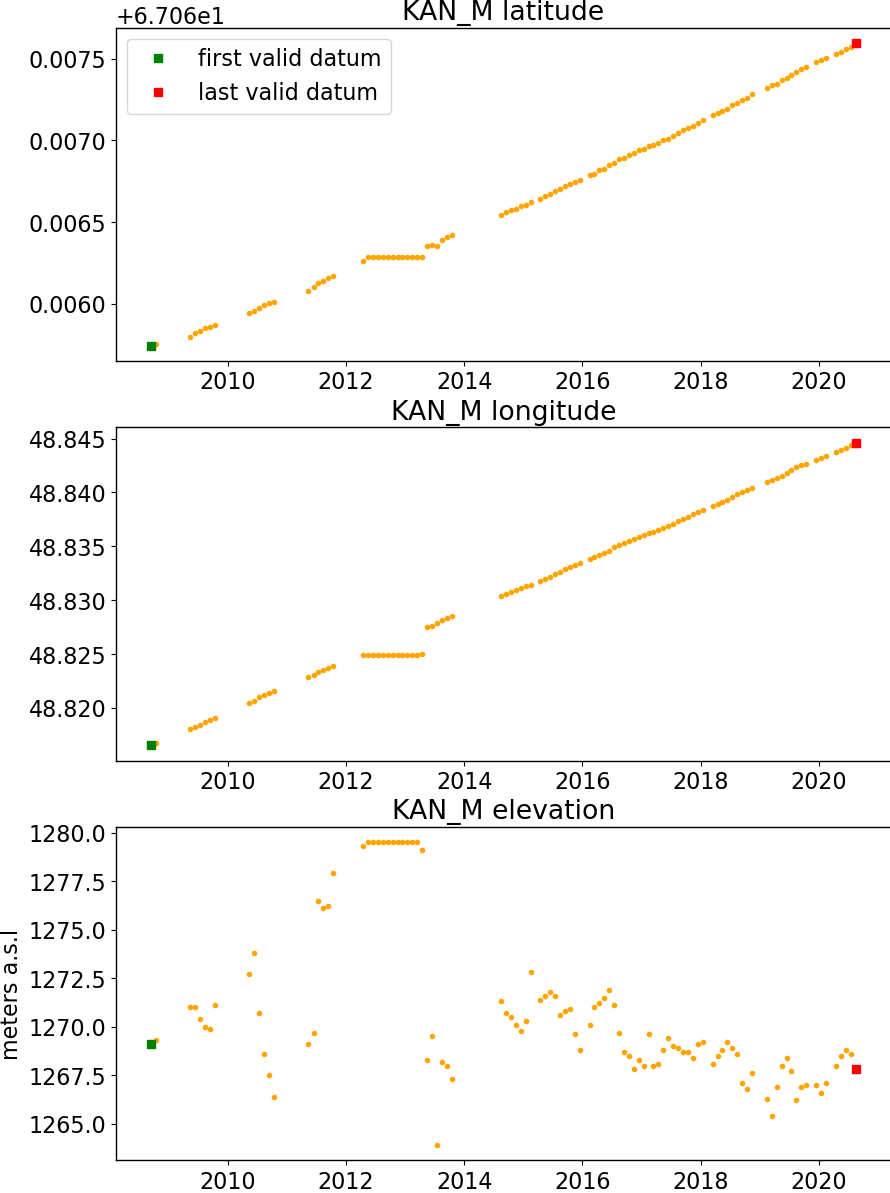 KAN_M latitude
+6.706e1
first valid datum
last valid datum
0.0075
0.0070
0.0065
0.0060
2010 2012 2014 2016 2018 2020
KAN_M longitude
48.845
48.840
48.835
48.830
48.825
48.820
2010 2012 2014 2016 2018 2020
KAN_M elevation
meters a.s.l
1280.0
1277.5
1275.0
1272.5
1270.0
1267.5
1265.0
2010 2012 2014 2016 2018 2020